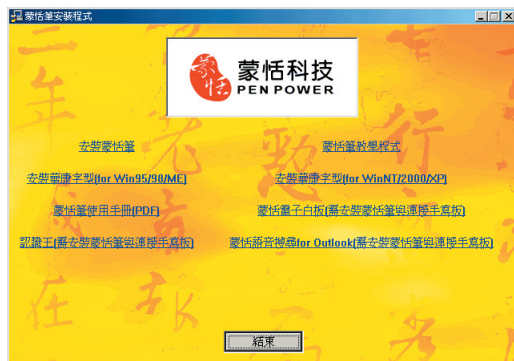 蒙恬筆安裝程式
蒙恬
蒙恬科技
PEN POWER
安裝蒙恬筆
蒙恬筆教學程式
安裝華康字型(for Win95/98/ME)
安裝華康字型(for WinNT/2000/XP)
蒙恬筆使用手冊(PDF)
蒙恬電子白板(需安裝蒙恬筆與連接手寫板)
認識王(需安裝蒙恬筆與連接手寫板)
蒙恬語音搜尋for Outlook(需安裝蒙恬筆與連接手寫板)
結束